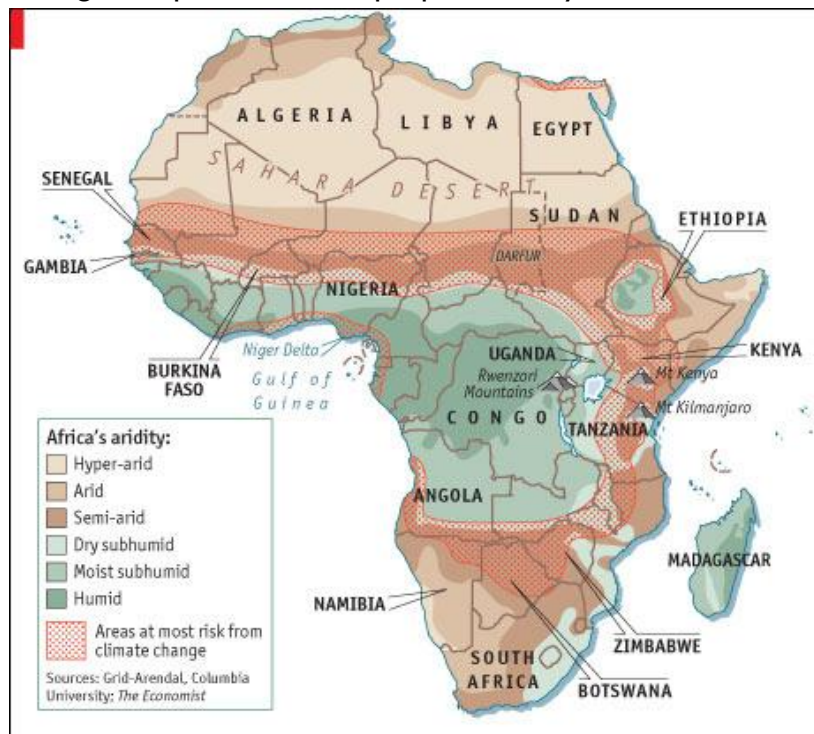 ALGERIA
LIBYA
EGYPT
SAHARA DESERT
SENEGAL
SUDAN
ETHIOPIA
DARFUR
GAMBIA
NIGERIA
UGANDA
KENYA
BURKINA
FASO
Niger Delta
Gulf of
Guinea
Rwenzori
Mountains
Mt Kenya
Mt Kilmanjaro
CONGO
TANZANIA
Africa's aridity:
Hyper-arid
Arid
Semi-arid
Dry subhumid
Moist subhumid
Humid
Areas at most risk from
climate change
Sources: Grid-Arendal, Columbia
University; The Economist
ANGOLA
MADAGASCAR
NAMIBIA
ZIMBABWE
SOUTH
AFRICA
BOTSWANA